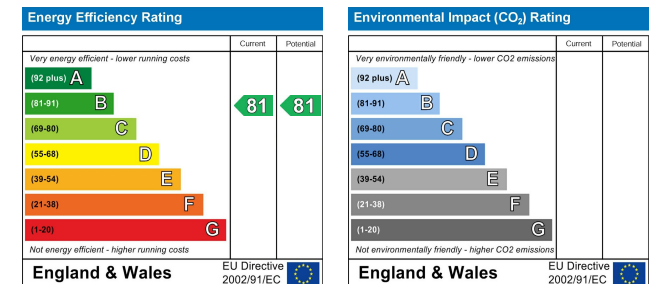 Energy Efficiency Rating
Current Potential
Very energy efficient - lower running costs
(92 plus) A
(81-91) B 81 81
(69-80) C
(55-68) D
(39-54) E
(21-38) F
(1-20) G
Not energy efficient - higher running costs
England & Wales
EU Directive
2002/91/EC
Environmental Impact (CO₂) Rating
Current Potential
Very environmentally friendly - lower CO2 emissions
(92 plus) A
(81-91) B
(69-80) C
(55-68) D
(39-54) E
(21-38) F
(1-20) G
Not environmentally friendly - higher CO2 emissions
England & Wales
EU Directive
2002/91/EC